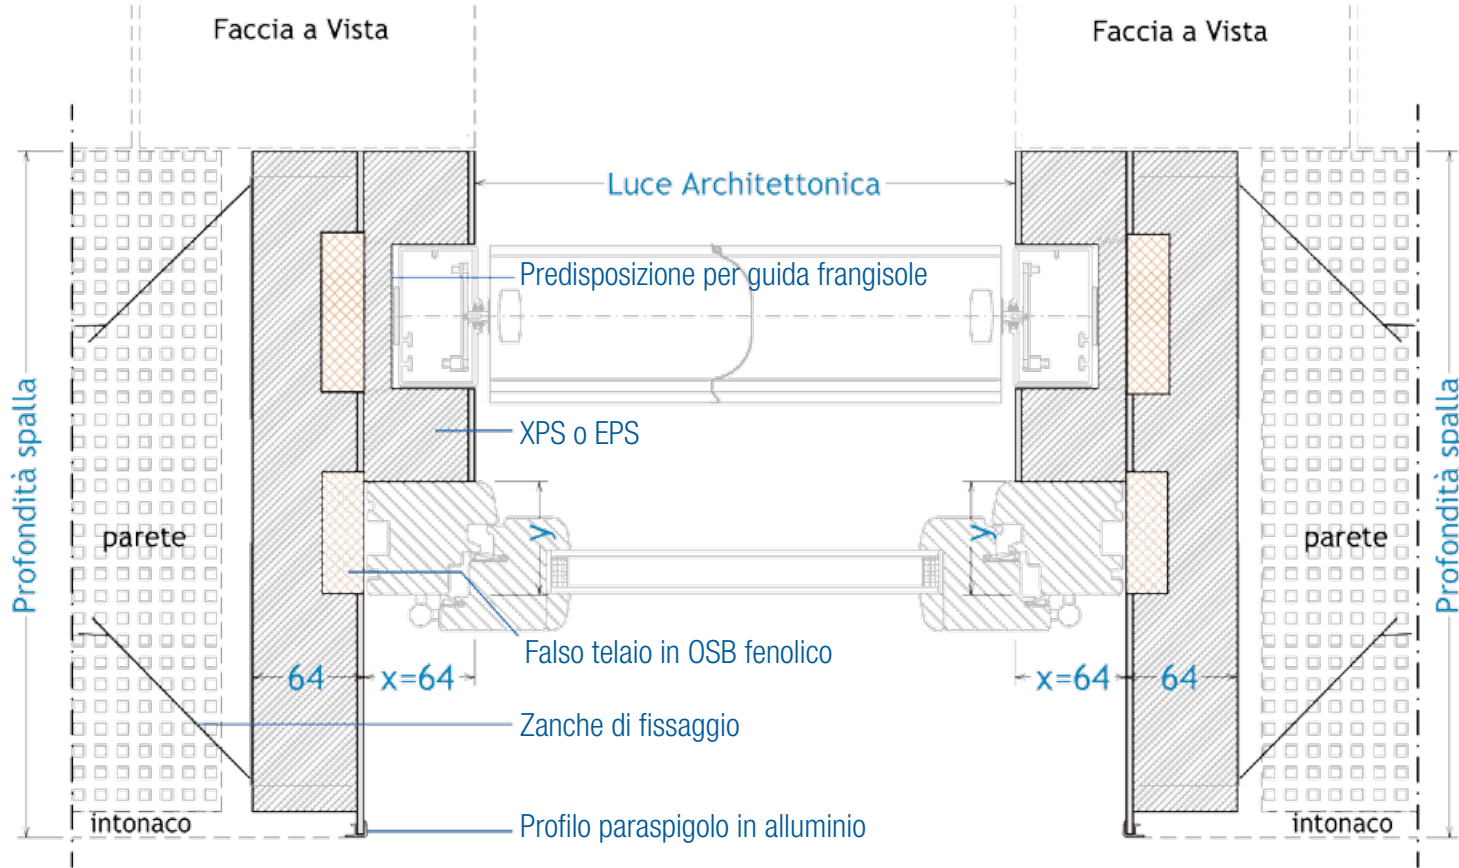 Faccia a Vista
Faccia a Vista
Luce Architettonica
Predisposizione per guida frangisole
Profondità spalla
Profondità spalla
XPS o EPS
parete
y
y
parete
Falso telaio in OSB fenolico
64
x=64
x=64
64
Zanche di fissaggio
intonaco
Profilo paraspigolo in alluminio
intonaco